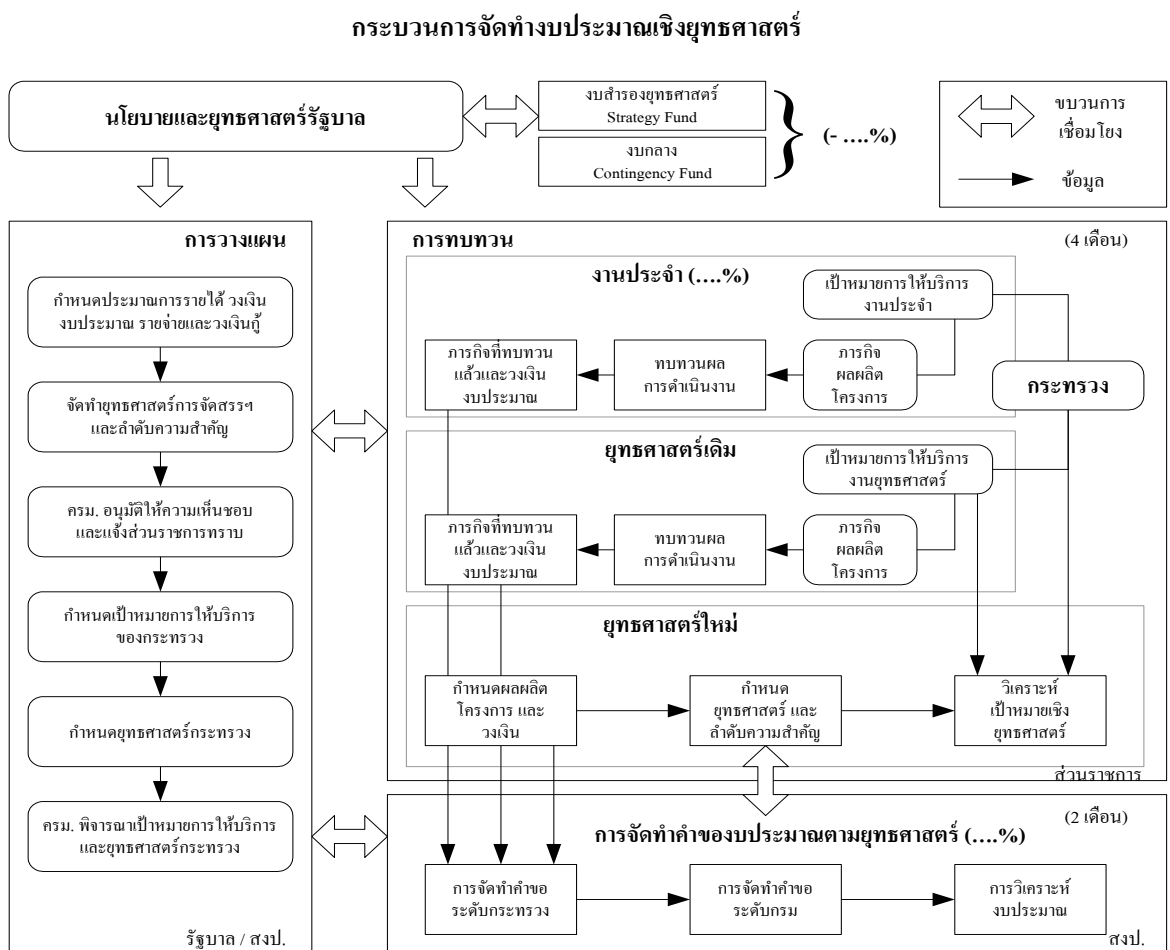 กระบวนการจัดทำงบประมาณเชิงยุทธศาสตร์
นโยบายและยุทธศาสตร์รัฐบาล
งบสำรองยุทธศาสตร์
Strategy Fund
งบกลาง
Contingency Fund
(- ….%)
ขบวนการ
เชื่อมโยง
ข้อมูล
การวางแผน
กำหนดประมาณการรายได้ วงเงิน
งบประมาณ รายจ่ายและวงเงินกู้
จัดทำยุทธศาสตร์การจัดสรรฯ
และลำดับความสำคัญ
ครม. อนุมัติให้ความเห็นชอบ
และแจ้งส่วนราชการทราบ
กำหนดเป้าหมายการให้บริการ
ของกระทรวง
กำหนดยุทธศาสตร์กระทรวง
ครม. พิจารณาเป้าหมายการให้บริการ
และยุทธศาสตร์กระทรวง
รัฐบาล / สงป.
การทบทวน
(4 เดือน)
งานประจำ (….%)
เป้าหมายการให้บริการ
งานประจำ
ภารกิจที่ทบทวน
แล้วและวงเงิน
งบประมาณ
ทบทวนผล
การดำเนินงาน
ภารกิจ
ผลผลิต
โครงการ
กระทรวง
ยุทธศาสตร์เดิม
เป้าหมายการให้บริการ
งานยุทธศาสตร์
ภารกิจที่ทบทวน
แล้วและวงเงิน
งบประมาณ
ทบทวนผล
การดำเนินงาน
ภารกิจ
ผลผลิต
โครงการ
ยุทธศาสตร์ใหม่
กำหนดผลผลิต
โครงการ และ
วงเงิน
กำหนด
ยุทธศาสตร์ และ
ลำดับความสำคัญ
วิเคราะห์
เป้าหมายเชิง
ยุทธศาสตร์
ส่วนราชการ
(2 เดือน)
การจัดทำคำของบประมาณตามยุทธศาสตร์ (….%)
การจัดทำคำขอ
ระดับกระทรวง
การจัดทำคำขอ
ระดับกรม
การวิเคราะห์
งบประมาณ
สงป.